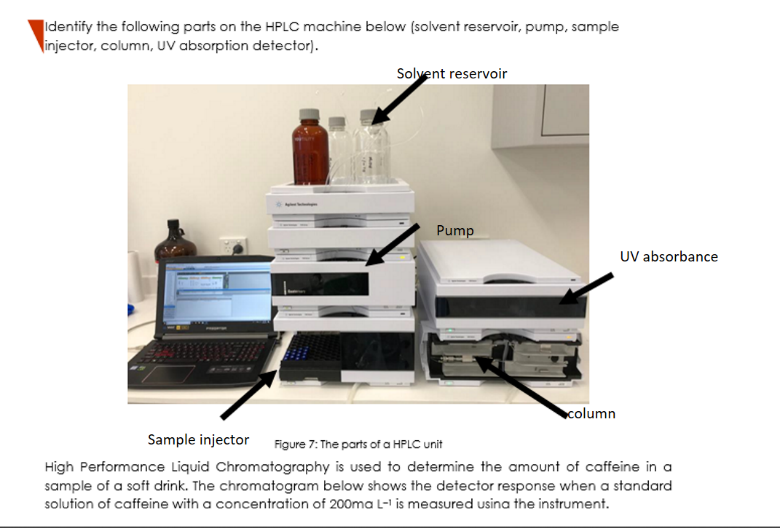 Identify the following parts on the HPLC machine below (solvent reservoir, pump, sample
injector, column, UV absorption detector).
Solvent reservoir
Agilent Technologies
Pump
UV absorbance
PREDATOR
column
Sample injector
Figure 7: The parts of a HPLC unit
High Performance Liquid Chromatography is used to determine the amount of caffeine in a
sample of a soft drink. The chromatogram below shows the detector response when a standard
solution of caffeine with a concentration of 200mg L⁻¹ is measured using the instrument.